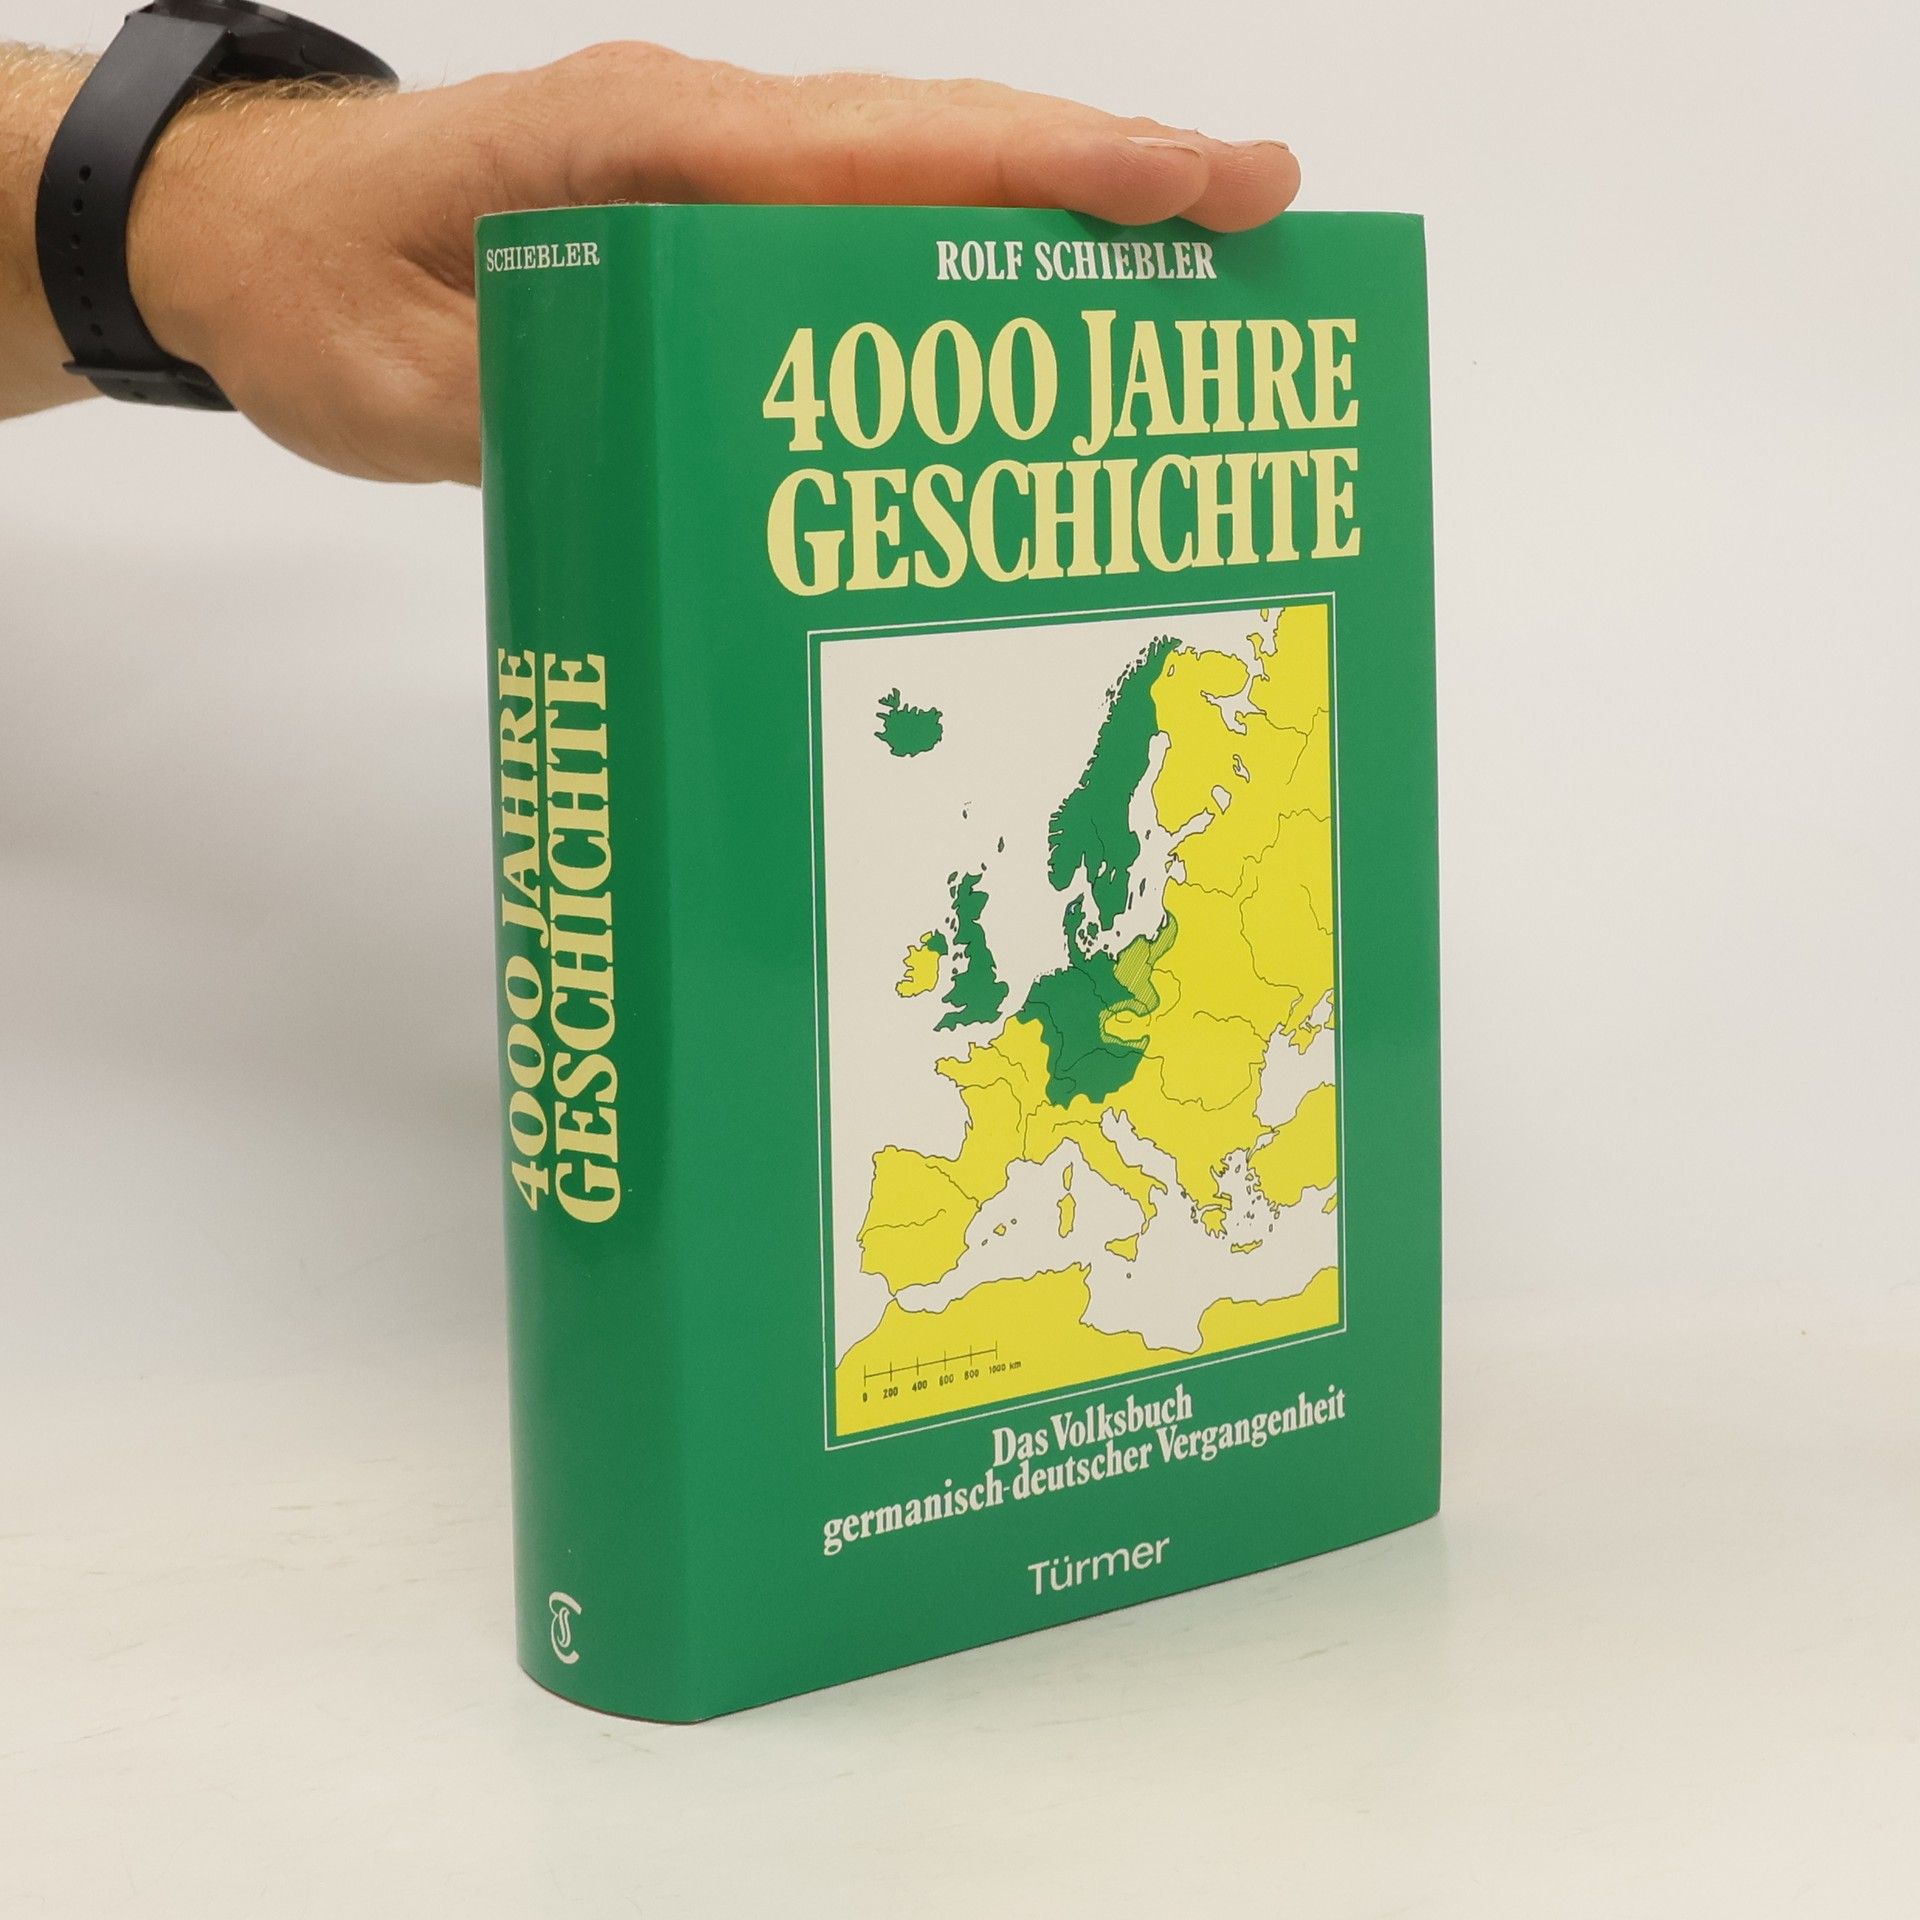 SCHIEBLER
4000 JAHRE
GESCHICHTE
ROLF SCHIEBLER
4000 JAHRE
GESCHICHTE
0 200 400 600 800 1000 km
Das Volksbuch
germanisch-deutscher Vergangenheit
Türmer